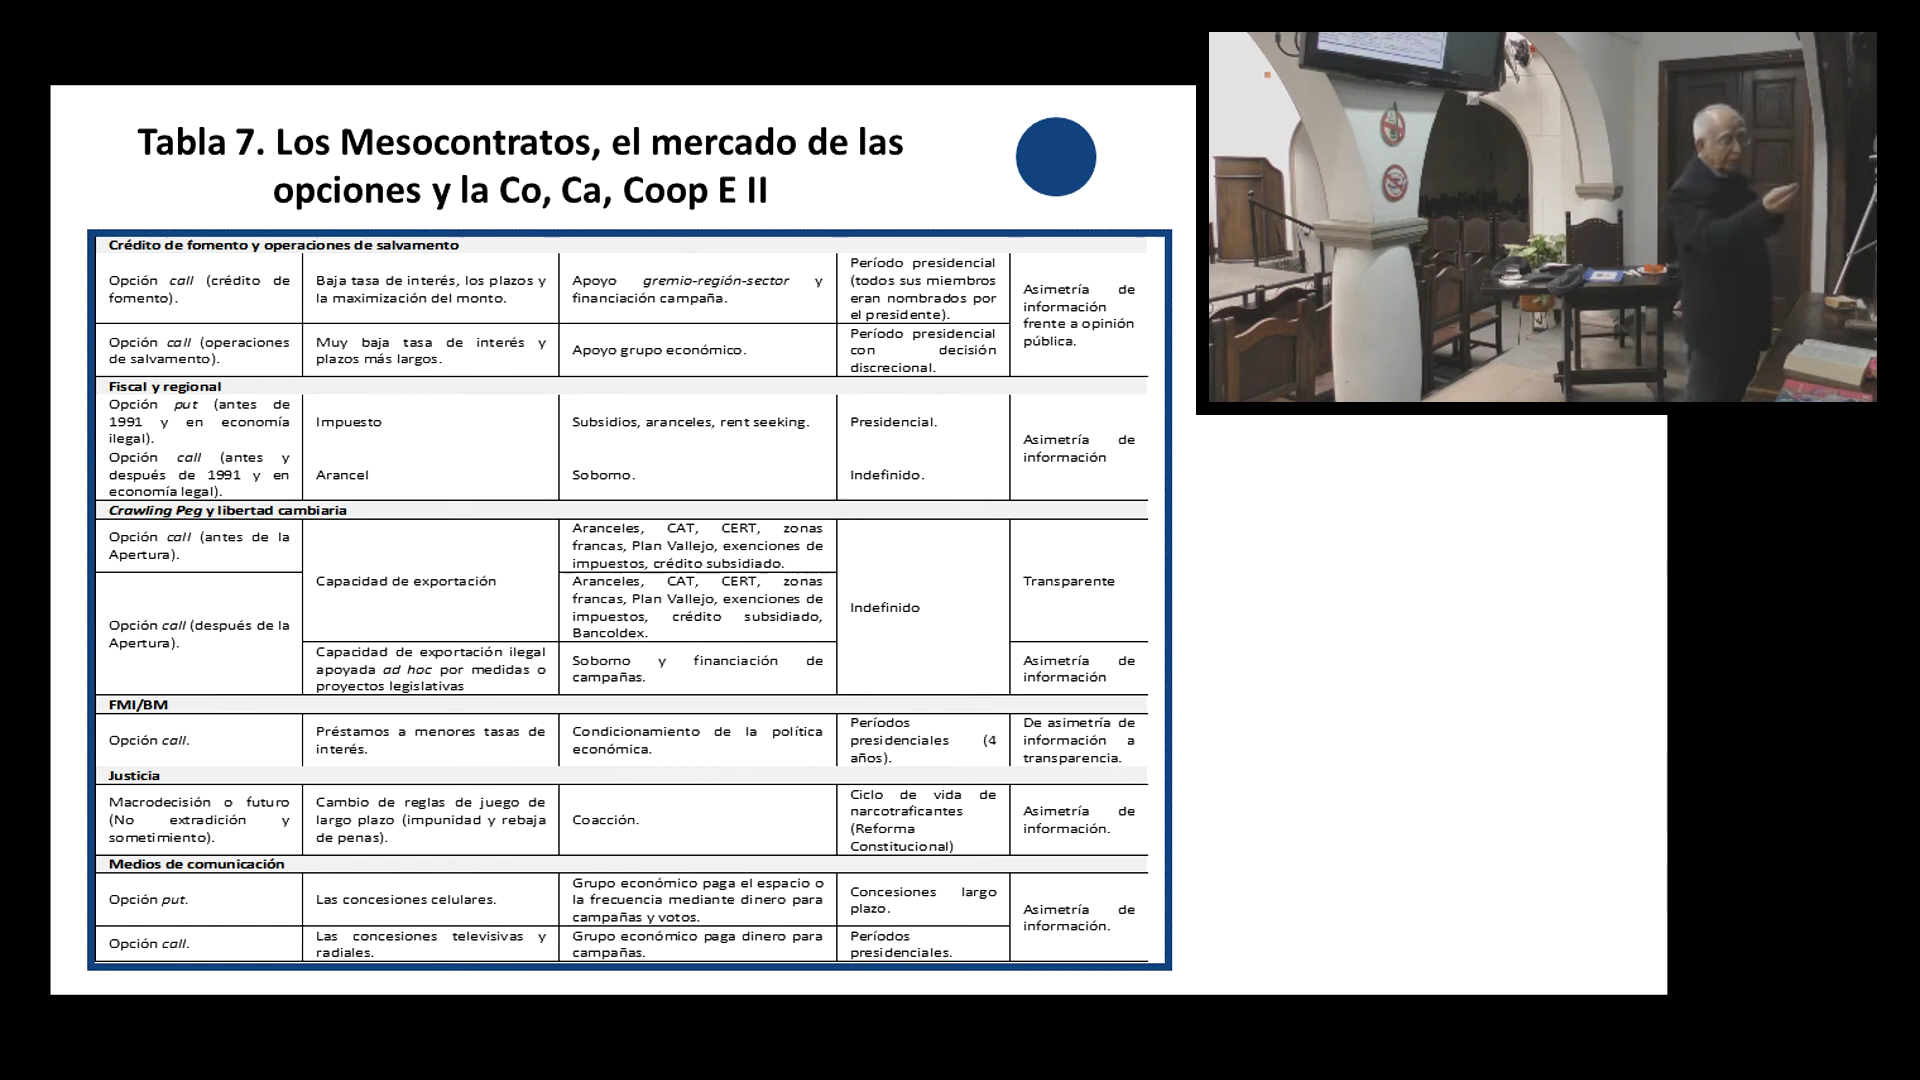 Tabla 7. Los Mesocontratos, el mercado de las
opciones y la Co, Ca, Coop E II
Crédito de fomento y operaciones de salvamento
Opción call (crédito de
fomento).
Baja tasa de interés, los plazos y
la maximización del monto.
Apoyo gremio-región-sector y
financiación campaña.
Período presidencial
(todos sus miembros
eran nombrados por
el presidente).
Asimetría de
información
frente a opinión
pública.
Opción call (operaciones
de salvamento).
Muy baja tasa de interés y
plazos más largos.
Apoyo grupo económico.
Período presidencial
con decisión
discrecional.
Fiscal y regional
Opción put (antes de
1991 y en economía
ilegal).
Impuesto
Subsidios, aranceles, rent seeking.
Presidencial.
Asimetría de
información
Opción call (antes y
después de 1991 y en
economía legal).
Arancel
Soborno.
Indefinido.
Crawling Peg y libertad cambiaria
Opción call (antes de la
Apertura).
Capacidad de exportación
Aranceles, CAT, CERT, zonas
francas, Plan Vallejo, exenciones de
impuestos, crédito subsidiado.
Indefinido
Transparente
Opción call (después de la
Apertura).
Aranceles, CAT, CERT, zonas
francas, Plan Vallejo, exenciones de
impuestos, crédito subsidiado,
Bancoldex.
Capacidad de exportación ilegal
apoyada ad hoc por medidas o
proyectos legislativas
Soborno y financiación de
campañas.
Asimetría de
información
FMI/BM
Opción call.
Préstamos a menores tasas de
interés.
Condicionamiento de la política
económica.
Períodos
presidenciales (4
años).
De asimetría de
información a
transparencia.
Justicia
Macrodecisión o futuro
(No extradición y
sometimiento).
Cambio de reglas de juego de
largo plazo (impunidad y rebaja
de penas).
Coacción.
Ciclo de vida de
narcotraficantes
(Reforma
Constitucional)
Asimetría de
información.
Medios de comunicación
Opción put.
Las concesiones celulares.
Grupo económico paga el espacio o
la frecuencia mediante dinero para
campañas y votos.
Concesiones largo
plazo.
Asimetría de
información.
Opción call.
Las concesiones televisivas y
radiales.
Grupo económico paga dinero para
campañas.
Períodos
presidenciales.